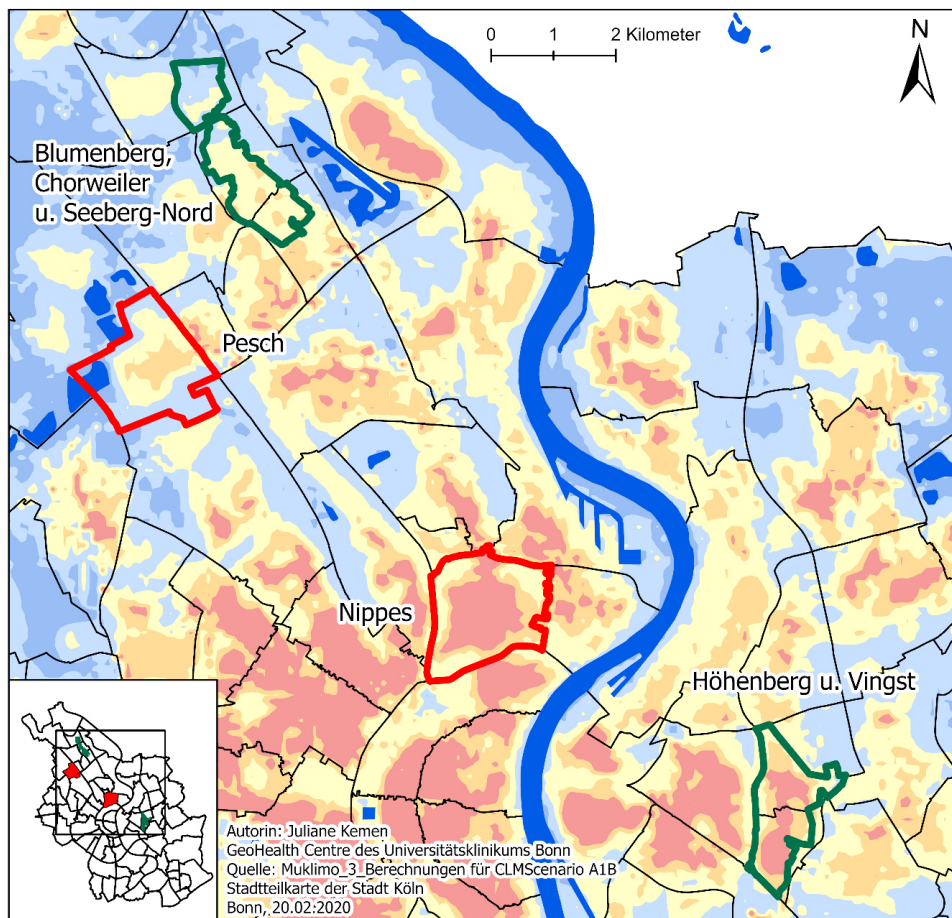 0 1 2 Kilometer
N
Blumenberg,
Chorweiler
u. Seeberg-Nord
Pesch
Nippes
Höhenberg u. Vingst
Autorin: Juliane Kemen
GeoHealth Centre des Universitätsklinikums Bonn
Quelle: Muklimo_3_Berechnungen für CLMScenario A1B
Stadtteilkarte der Stadt Köln
Bonn, 20.02.2020